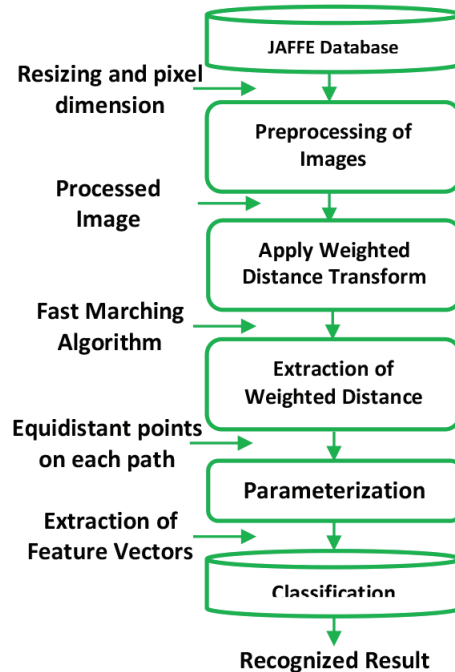 JAFFE Database
Resizing and pixel
dimension
Preprocessing of
Images
Processed
Image
Apply Weighted
Distance Transform
Fast Marching
Algorithm
Extraction of
Weighted Distance
Equidistant points
on each path
Parameterization
Extraction of
Feature Vectors
Classification
Recognized Result